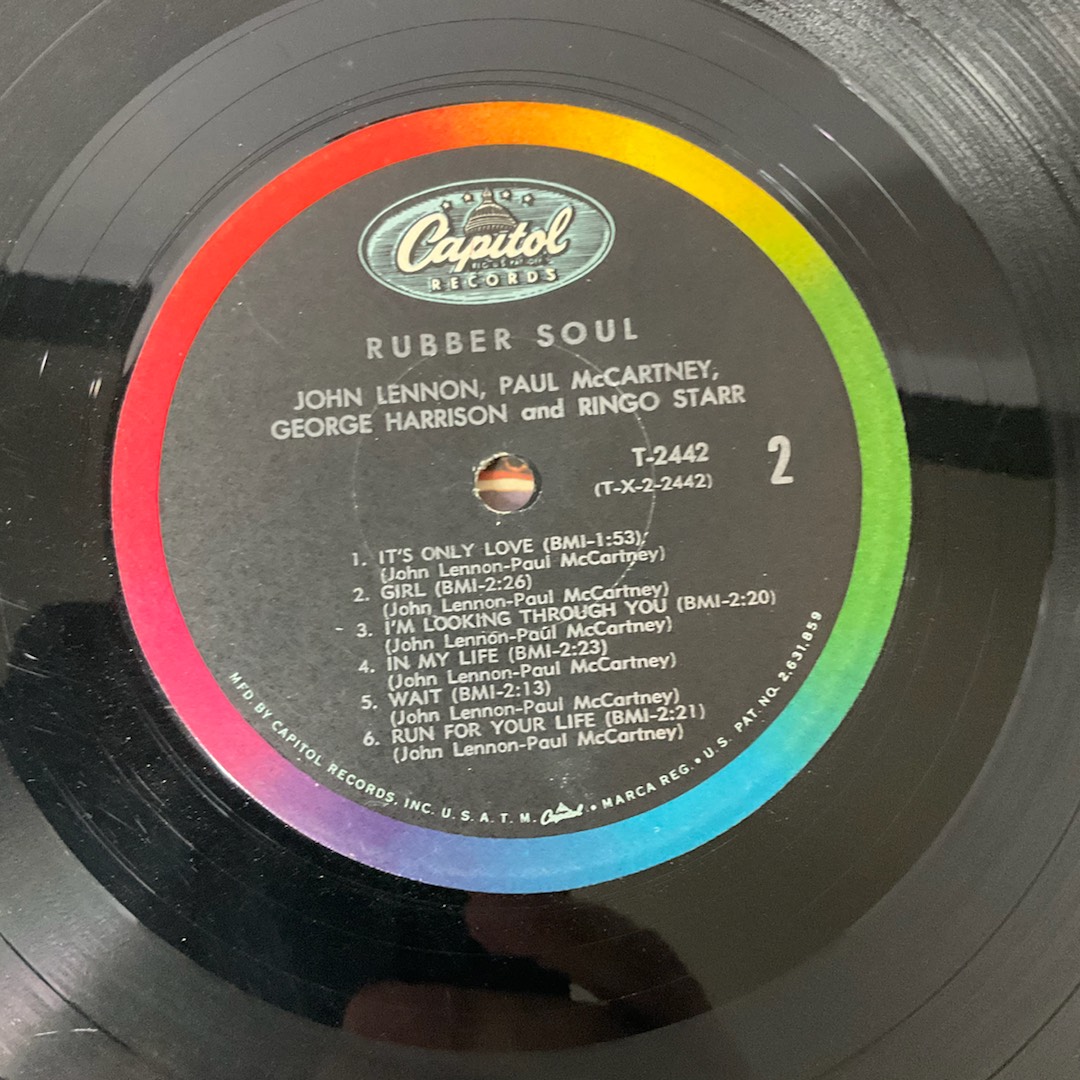 Capitol
RECORDS
RUBBER SOUL
JOHN LENNON, PAUL McCARTNEY,
GEORGE HARRISON and RINGO STARR
T-2442
(T-X-2-2442)
2
1. IT'S ONLY LOVE (BMI-1:53)
(John Lennon-Paul McCartney)
2. GIRL (BMI-2:26)
(John Lennon-Paul McCartney)
3. I'M LOOKING THROUGH YOU (BMI-2:20)
(John Lennon-Paul McCartney)
4. IN MY LIFE (BMI-2:23)
(John Lennon-Paul McCartney)
5. WAIT (BMI-2:13)
(John Lennon-Paul McCartney)
6. RUN FOR YOUR LIFE (BMI-2:21)
(John Lennon-Paul McCartney)
MFD BY CAPITOL RECORDS, INC. U. S. A. T. M. Capitol • MARCA REG. • U. S. PAT. NO. 2,631,859